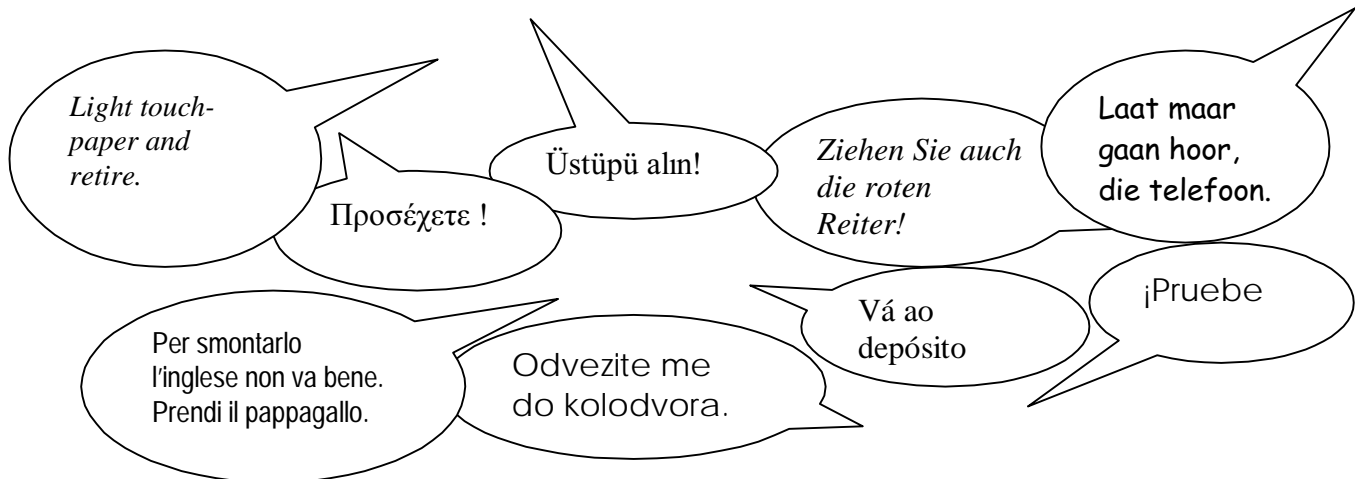 Light touch-
paper and
retire.
Προσέχετε !
Üstüpü alın!
Ziehen Sie auch
die roten
Reiter!
Laat maar
gaan hoor,
die telefoon.
Per smontarlo
l'inglese non va bene.
Prendi il pappagallo.
Odvezite me
do kolodvora.
Vá ao
depósito
¡Pruebe